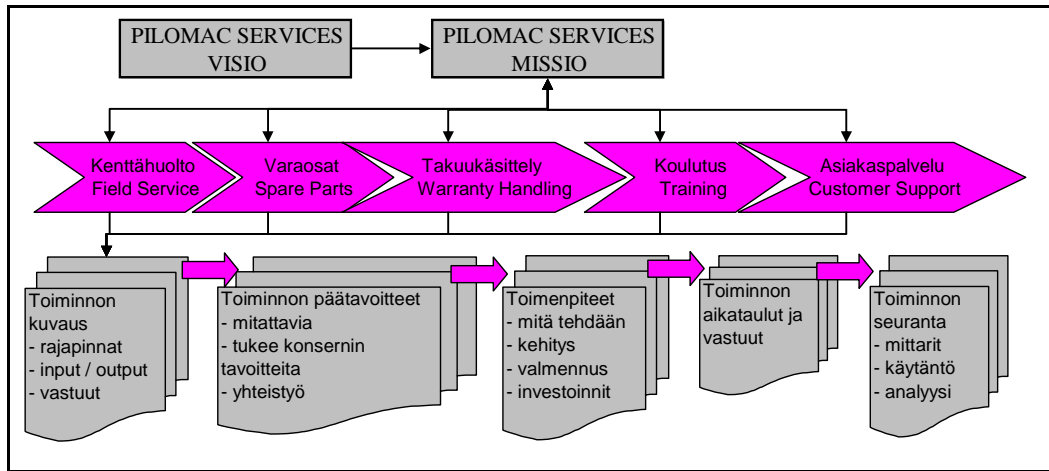 PILOMAC SERVICES
VISIO
PILOMAC SERVICES
MISSIO
Kenttähuolto
Field Service
Varaosat
Spare Parts
Takuukäsittely
Warranty Handling
Koulutus
Training
Asiakaspalvelu
Customer Support
Toiminnon
kuvaus
- rajapinnat
- input / output
- vastuut
Toiminnon päätavoitteet
- mitattavia
- tukee konsernin
tavoitteita
- yhteistyö
Toimenpiteet
- mitä tehdään
- kehitys
- valmennus
- investoinnit
Toiminnon
aikataulut ja
vastuut
Toiminnon
seuranta
- mittarit
- käytäntö
- analyysi